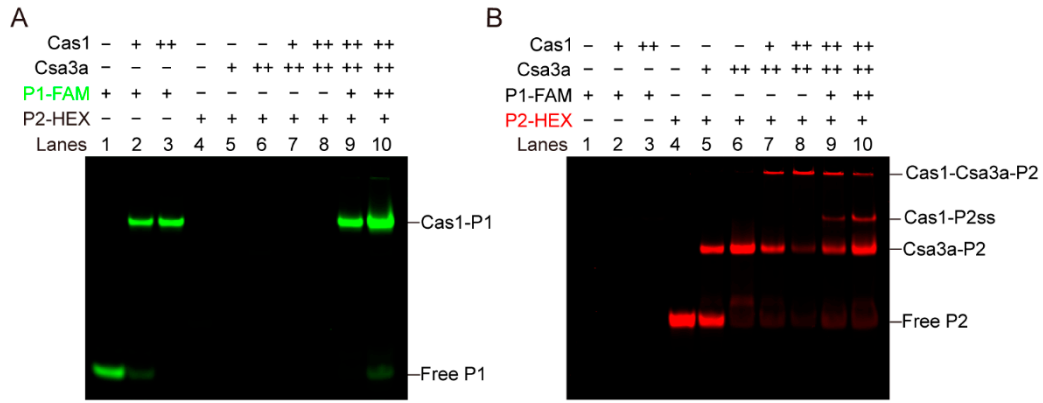 A
Cas1 – + ++ – – – + ++ ++ ++
Csa3a – – – – + ++ ++ ++ ++ ++
P1-FAM + + + – – – – – + ++
P2-HEX – – – + + + + + + +
Lanes 1 2 3 4 5 6 7 8 9 10
Cas1-P1
Free P1
B
Cas1 – + ++ – – – + ++ ++ ++
Csa3a – – – – + ++ ++ ++ ++ ++
P1-FAM + + + – – – – – + ++
P2-HEX – – – + + + + + + +
Lanes 1 2 3 4 5 6 7 8 9 10
Cas1-Csa3a-P2
Cas1-P2ss
Csa3a-P2
Free P2